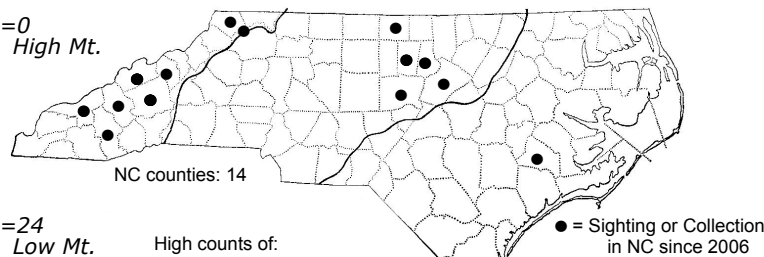 =0
High Mt.
NC counties: 14
=24
Low Mt.
High counts of:
● = Sighting or Collection
in NC since 2006